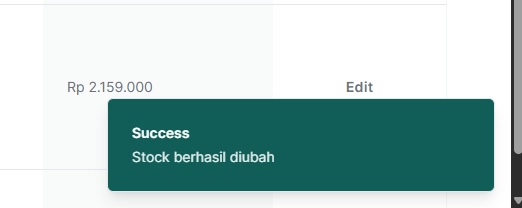 Rp 2.159.000 Edit
Success
Stock berhasil diubah